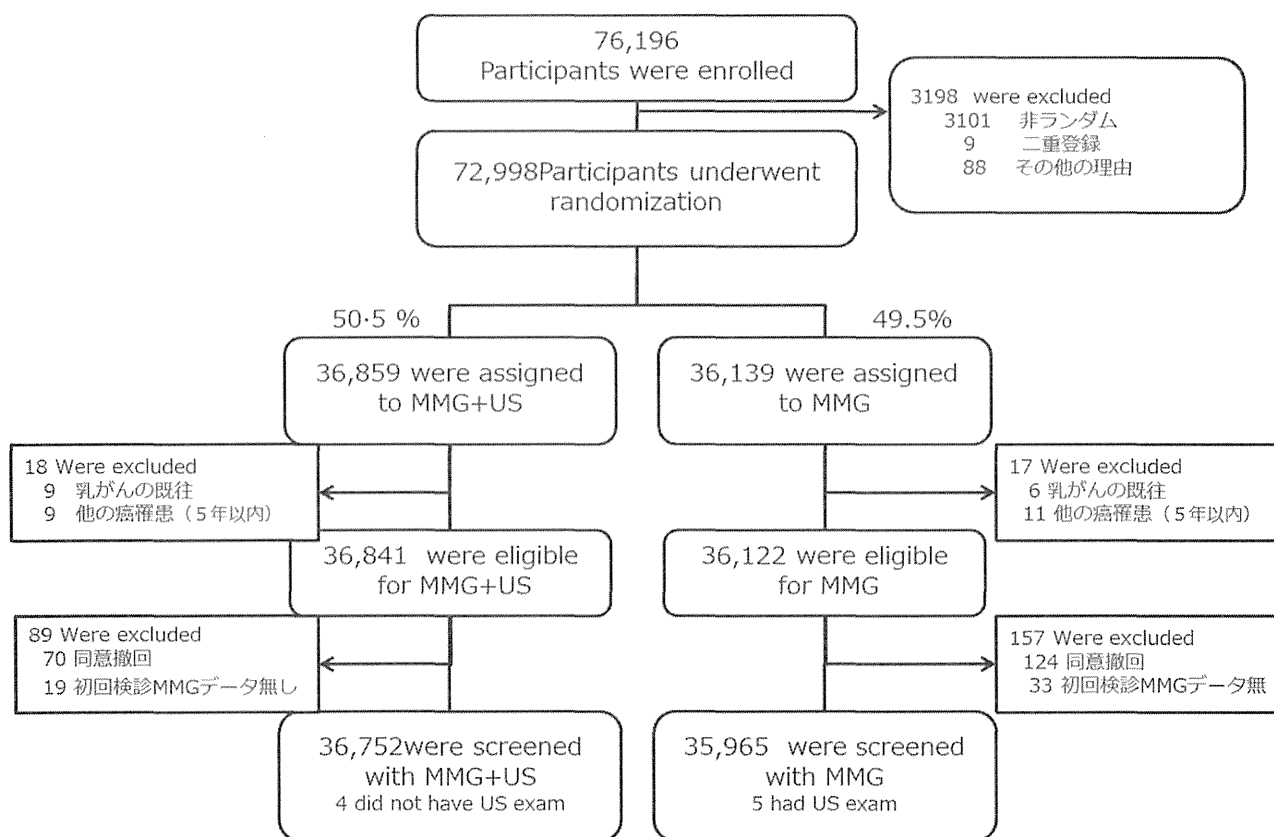 76,196
Participants were enrolled
3198 were excluded
3101 非ランダム
9 二重登録
88 その他の理由
72,998Participants underwent
randomization
50·5 %
49.5%
36,859 were assigned
to MMG+US
36,139 were assigned
to MMG
18 Were excluded
9 乳がんの既往
9 他の癌罹患（５年以内）
17 Were excluded
6 乳がんの既往
11 他の癌罹患（５年以内）
36,841 were eligible
for MMG+US
36,122 were eligible
for MMG
89 Were excluded
70 同意撤回
19 初回検診MMGデータ無し
157 Were excluded
124 同意撤回
33 初回検診MMGデータ無
36,752were screened
with MMG+US
4 did not have US exam
35,965 were screened
with MMG
5 had US exam